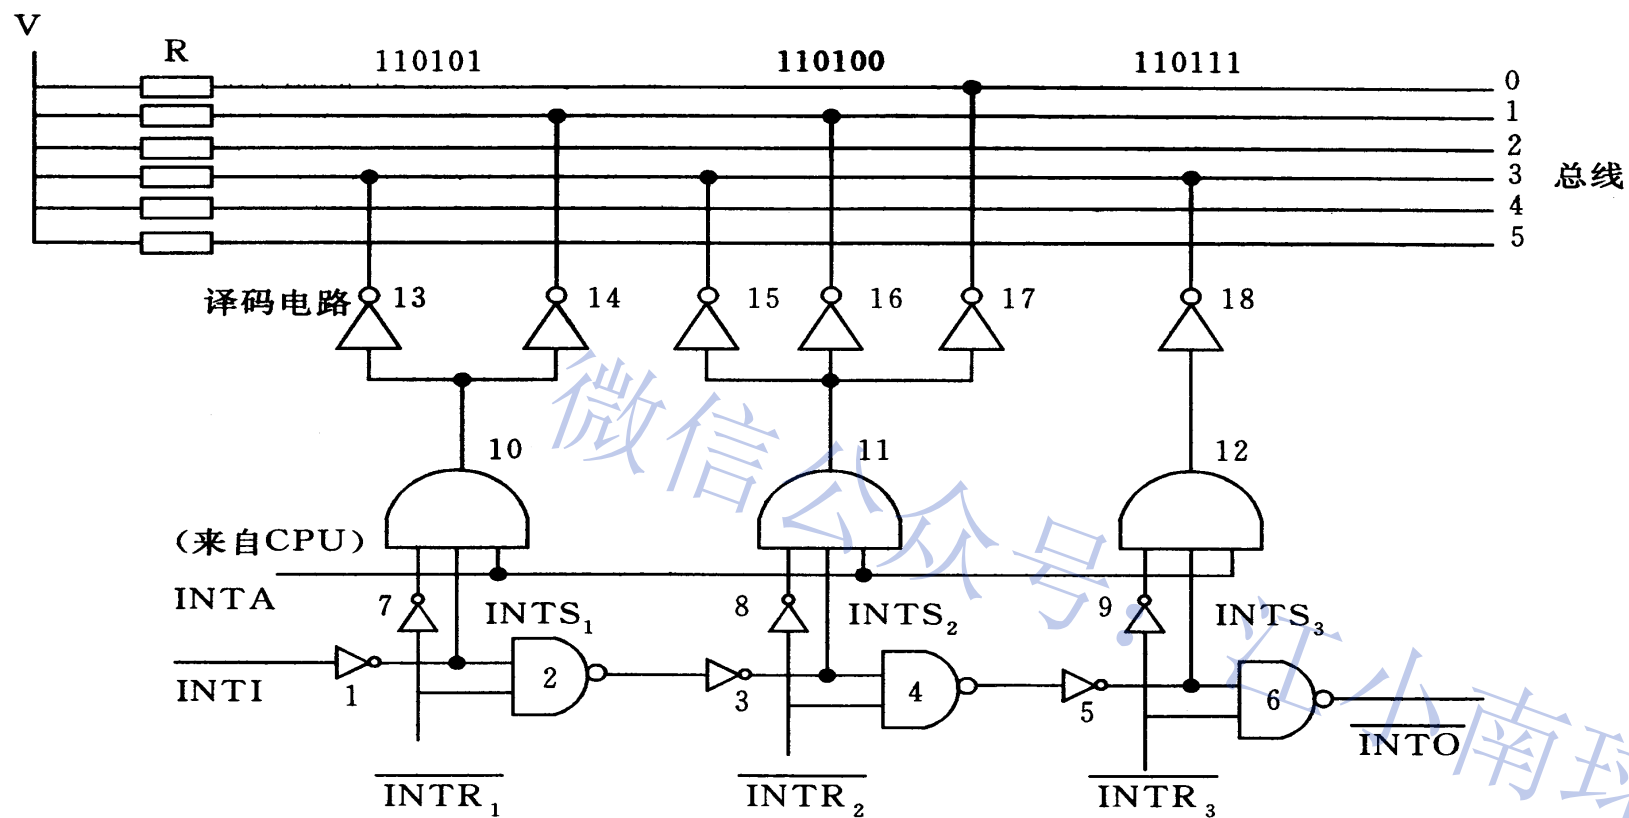 V
R
110101
110100
110111
0
1
2
3
4
5
总线
译码电路
13
14
15
16
17
18
10
11
12
(来自CPU)
INTA
7
INTS₁
8
INTS₂
9
INTS₃
INTI
1
2
3
4
5
6
INTO
INTR₁
INTR₂
INTR₃
微信公众号:江小南